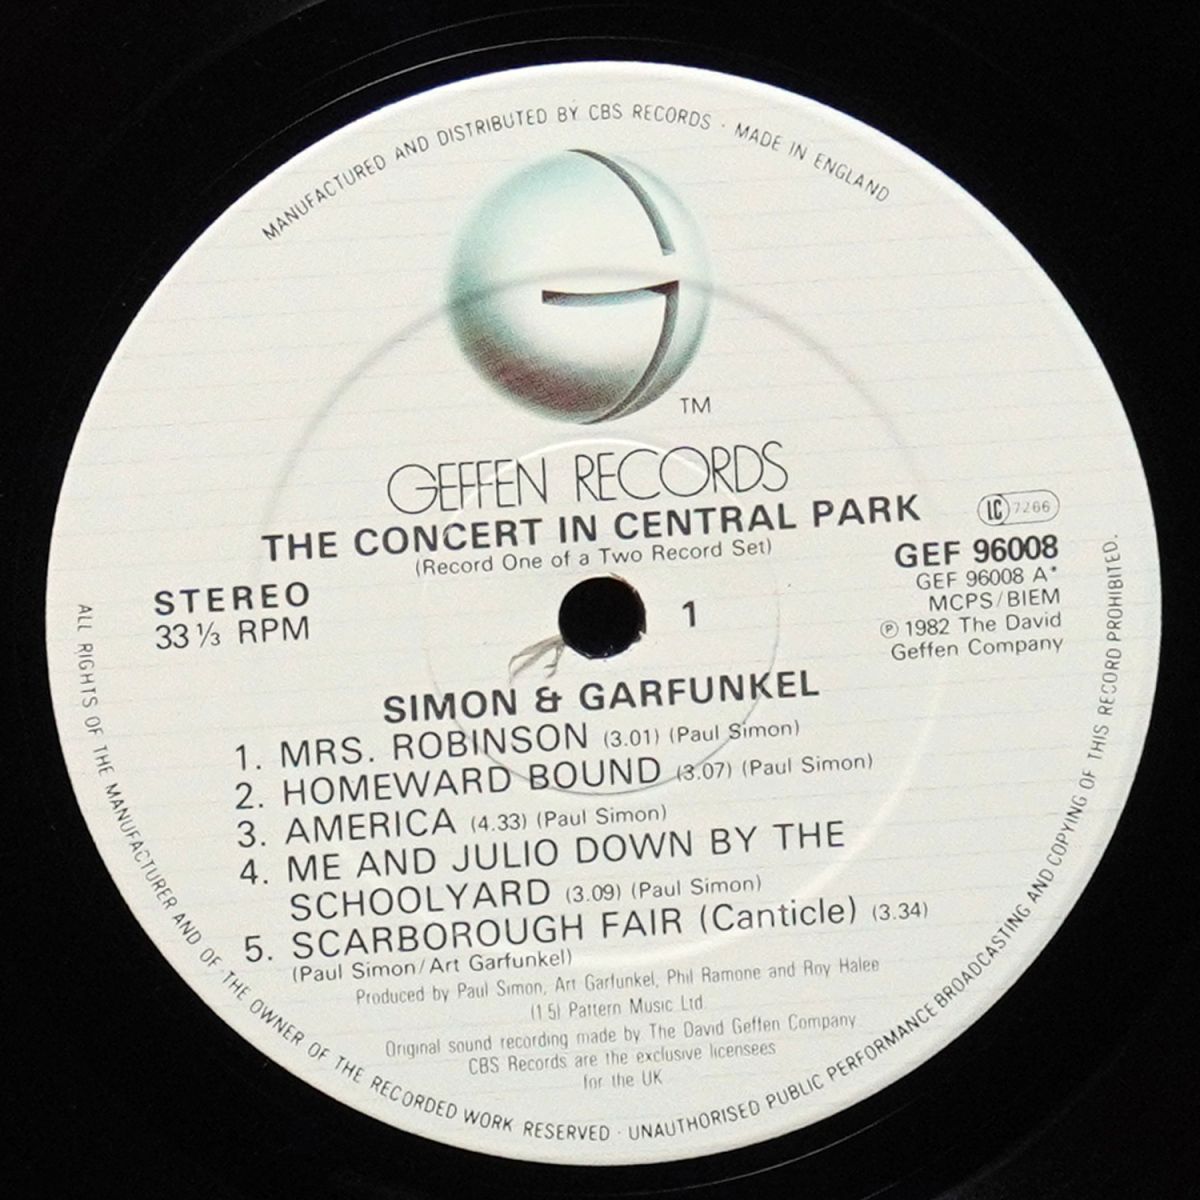 MANUFACTURED AND DISTRIBUTED BY CBS RECORDS · MADE IN ENGLAND
TM
GEFFEN RECORDS
THE CONCERT IN CENTRAL PARK
(Record One of a Two Record Set)
STEREO
33 ⅓ RPM
1
IC 7266
GEF 96008
GEF 96008 A*
MCPS/BIEM
℗ 1982 The David
Geffen Company
SIMON & GARFUNKEL
1. MRS. ROBINSON (3.01) (Paul Simon)
2. HOMEWARD BOUND (3.07) (Paul Simon)
3. AMERICA (4.33) (Paul Simon)
4. ME AND JULIO DOWN BY THE
SCHOOLYARD (3.09) (Paul Simon)
5. SCARBOROUGH FAIR (Canticle) (3.34)
(Paul Simon/Art Garfunkel)
Produced by Paul Simon, Art Garfunkel, Phil Ramone and Roy Halee
(1 5) Pattern Music Ltd.
Original sound recording made by The David Geffen Company
CBS Records are the exclusive licensees
for the UK
ALL RIGHTS OF THE MANUFACTURER AND OF THE OWNER OF THE RECORDED WORK RESERVED · UNAUTHORISED PUBLIC PERFORMANCE BROADCASTING AND COPYING OF THIS RECORD PROHIBITED.